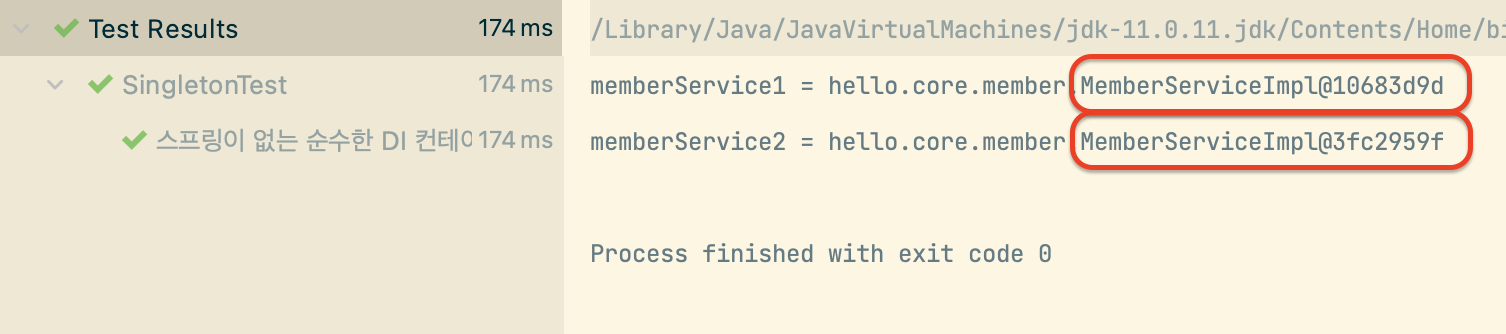 Test Results 174 ms
SingletonTest 174 ms
스프링이 없는 순수한 DI 컨테이 174 ms
/Library/Java/JavaVirtualMachines/jdk-11.0.11.jdk/Contents/Home/bi
memberService1 = hello.core.member.MemberServiceImpl@10683d9d
memberService2 = hello.core.member.MemberServiceImpl@3fc2959f
Process finished with exit code 0